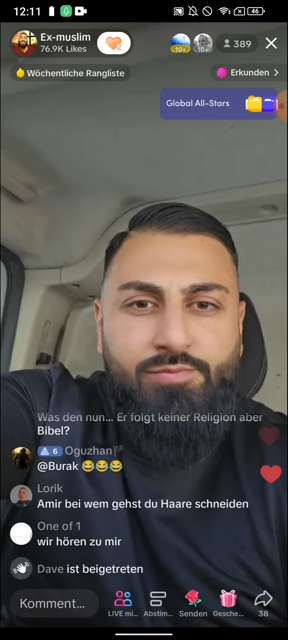 12:11
46
Ex-muslim
76.9K Likes
10+
10+
389
Wöchentliche Rangliste
Erkunden
Global All-Stars
Was den nun... Er folgt keiner Religion aber
Bibel?
6 Oguzhan
@Burak 😂😂😂
Lorik
Amir bei wem gehst du Haare schneiden
One of 1
wir hören zu mir
Dave ist beigetreten
Komment...
LIVE mi...
Abstim...
Senden
Gesche...
38